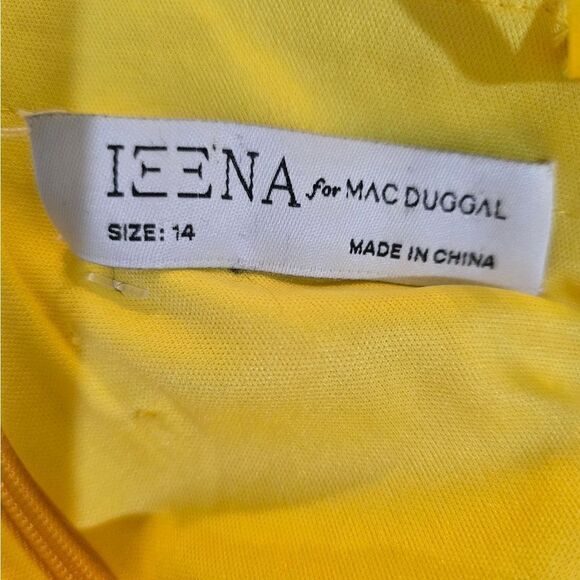 IEENA for MAC DUGGAL
SIZE: 14
MADE IN CHINA